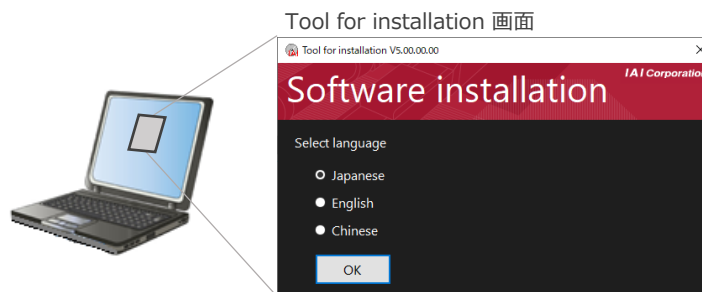 Tool for installation 画面
Tool for installation V5.00.00.00
IAI Corporation
Software installation
Select language
Japanese
English
Chinese
OK